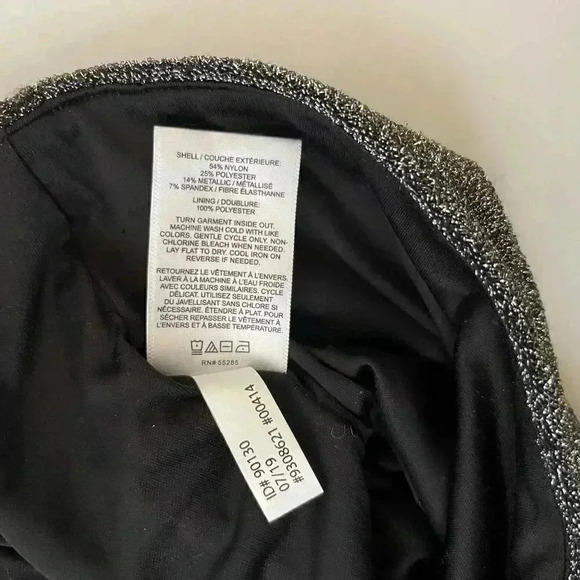 SHELL / COUCHE EXTÉRIEURE:
54% NYLON
25% POLYESTER
14% METALLIC / MÉTALLISÉ
7% SPANDEX / FIBRE ÉLASTHANNE
LINING / DOUBLURE:
100% POLYESTER
TURN GARMENT INSIDE OUT.
MACHINE WASH COLD WITH LIKE
COLORS. GENTLE CYCLE ONLY. NON-
CHLORINE BLEACH WHEN NEEDED.
LAY FLAT TO DRY. COOL IRON ON
REVERSE IF NEEDED.
RETOURNEZ LE VÊTEMENT À L'ENVERS.
LAVER À LA MACHINE À L'EAU FROIDE
AVEC COULEURS SIMILAIRES. CYCLE
DÉLICAT. UTILISEZ SEULEMENT
DU JAVELLISANT SANS CHLORE SI
NÉCESSAIRE. ÉTENDRE À PLAT. POUR
SÉCHER REPASSER LE VÊTEMENT À
L'ENVERS ET À BASSE TEMPÉRATURE.
RN# 55285
ID# 90130
07/19
#9308621 #00414